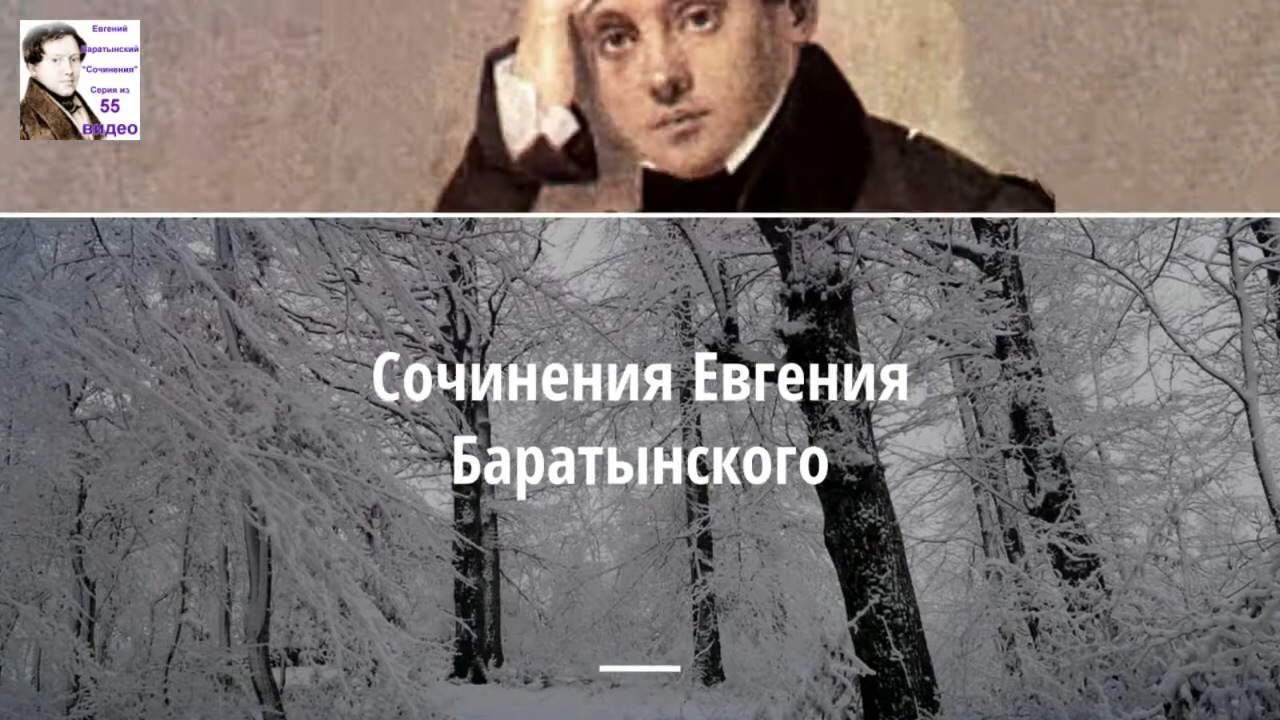 Евгений
Баратынский
"Сочинения"
Серия из
55
видео
Сочинения Евгения
Баратынского